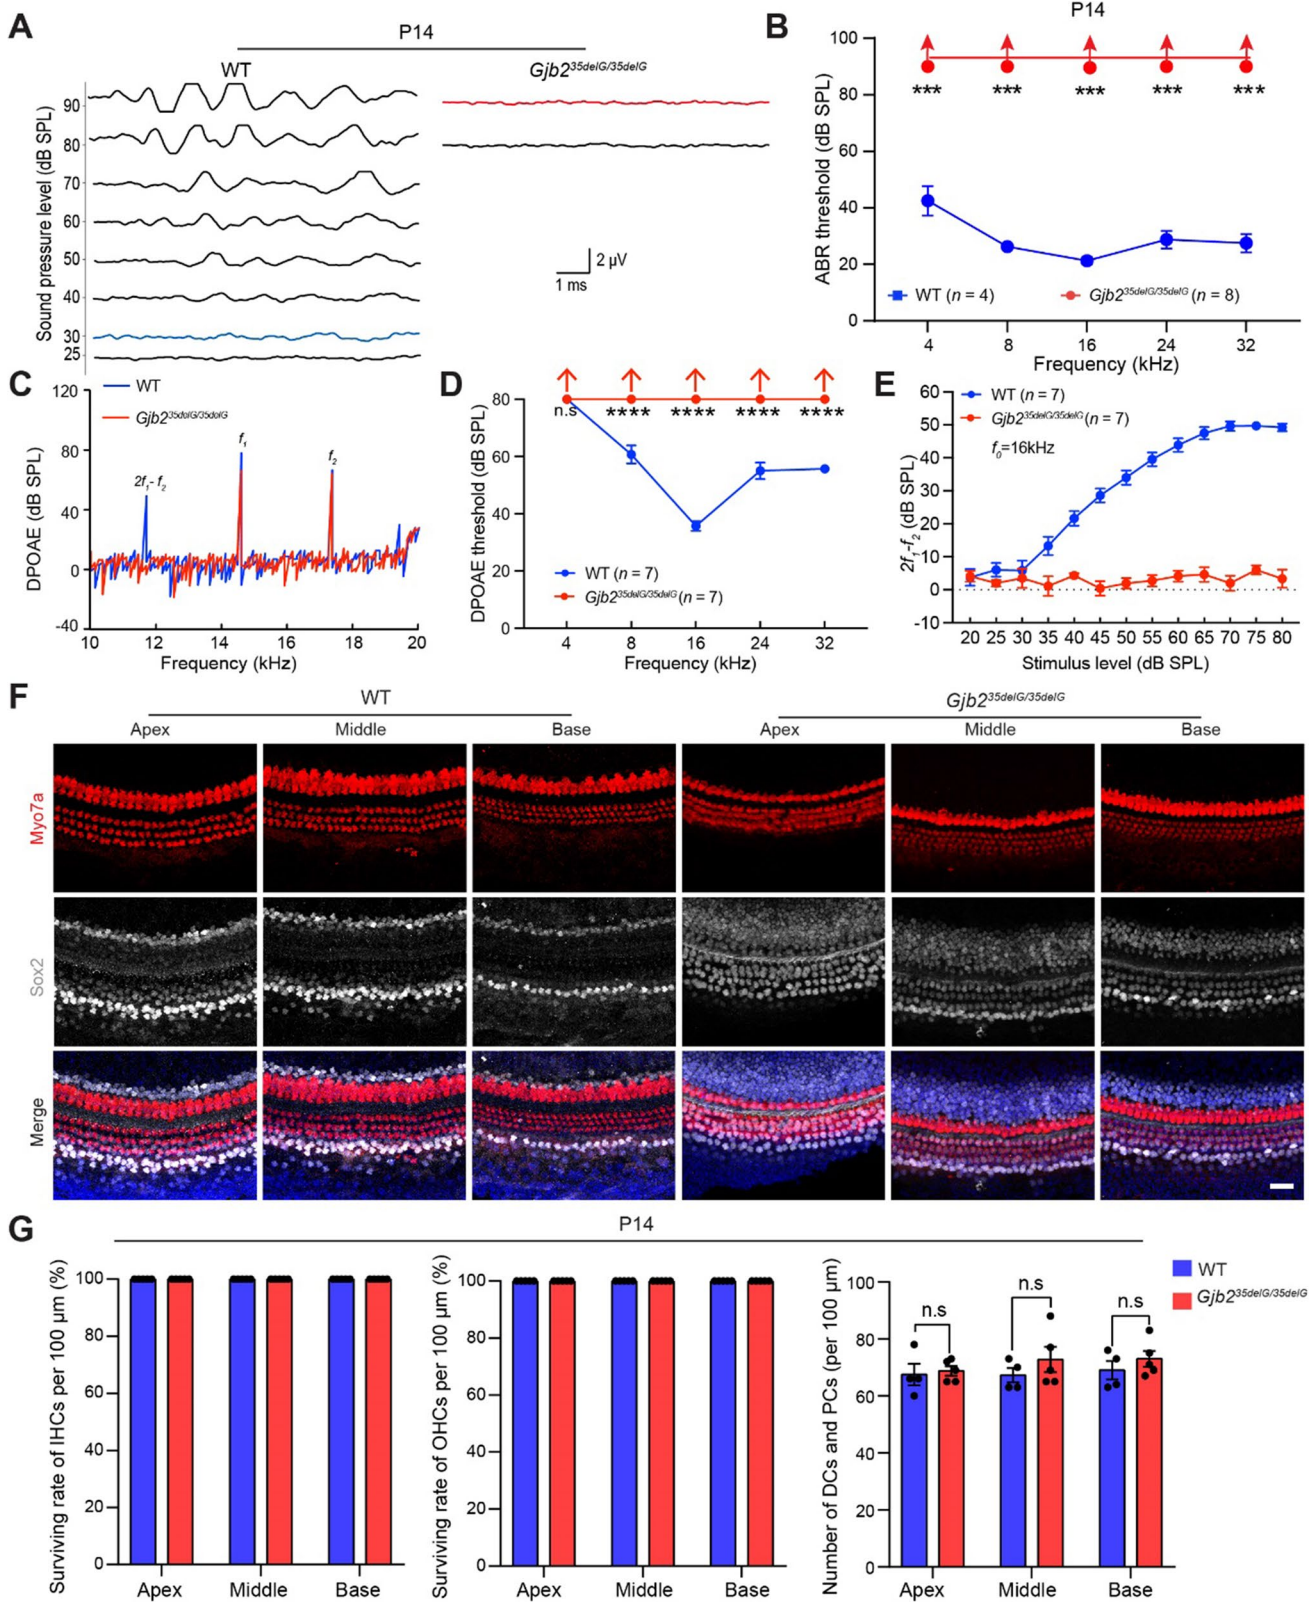 A
P14
WT
Gjb2 35delG/35delG
Sound pressure level (dB SPL)
90
80
70
60
50
40
30
25
2 μV
1 ms
B
P14
ABR threshold (dB SPL)
100
80
60
40
20
0
*** *** *** *** ***
WT (n = 4)
Gjb2 35delG/35delG (n = 8)
4 8 16 24 32
Frequency (kHz)
C
WT
Gjb2 35delG/35delG
DPOAE (dB SPL)
120
80
40
0
-40
2f1- f2
f1
f2
10 12 14 16 18 20
Frequency (kHz)
D
DPOAE threshold (dB SPL)
80
60
40
20
0
n.s **** **** **** ****
WT (n = 7)
Gjb2 35delG/35delG (n = 7)
4 8 16 24 32
Frequency (kHz)
E
2f1-f2 (dB SPL)
60
50
40
30
20
10
0
-10
WT (n = 7)
Gjb2 35delG/35delG (n = 7)
f0=16kHz
20 25 30 35 40 45 50 55 60 65 70 75 80
Stimulus level (dB SPL)
F
WT
Gjb2 35delG/35delG
Apex Middle Base Apex Middle Base
Myo7a
Sox2
Merge
G
P14
Surviving rate of IHCs per 100 μm (%)
100
80
60
40
20
0
Apex Middle Base
Surviving rate of OHCs per 100 μm (%)
100
80
60
40
20
0
Apex Middle Base
Number of DCs and PCs (per 100 μm)
100
80
60
40
20
0
n.s n.s n.s
Apex Middle Base
WT
Gjb2 35delG/35delG